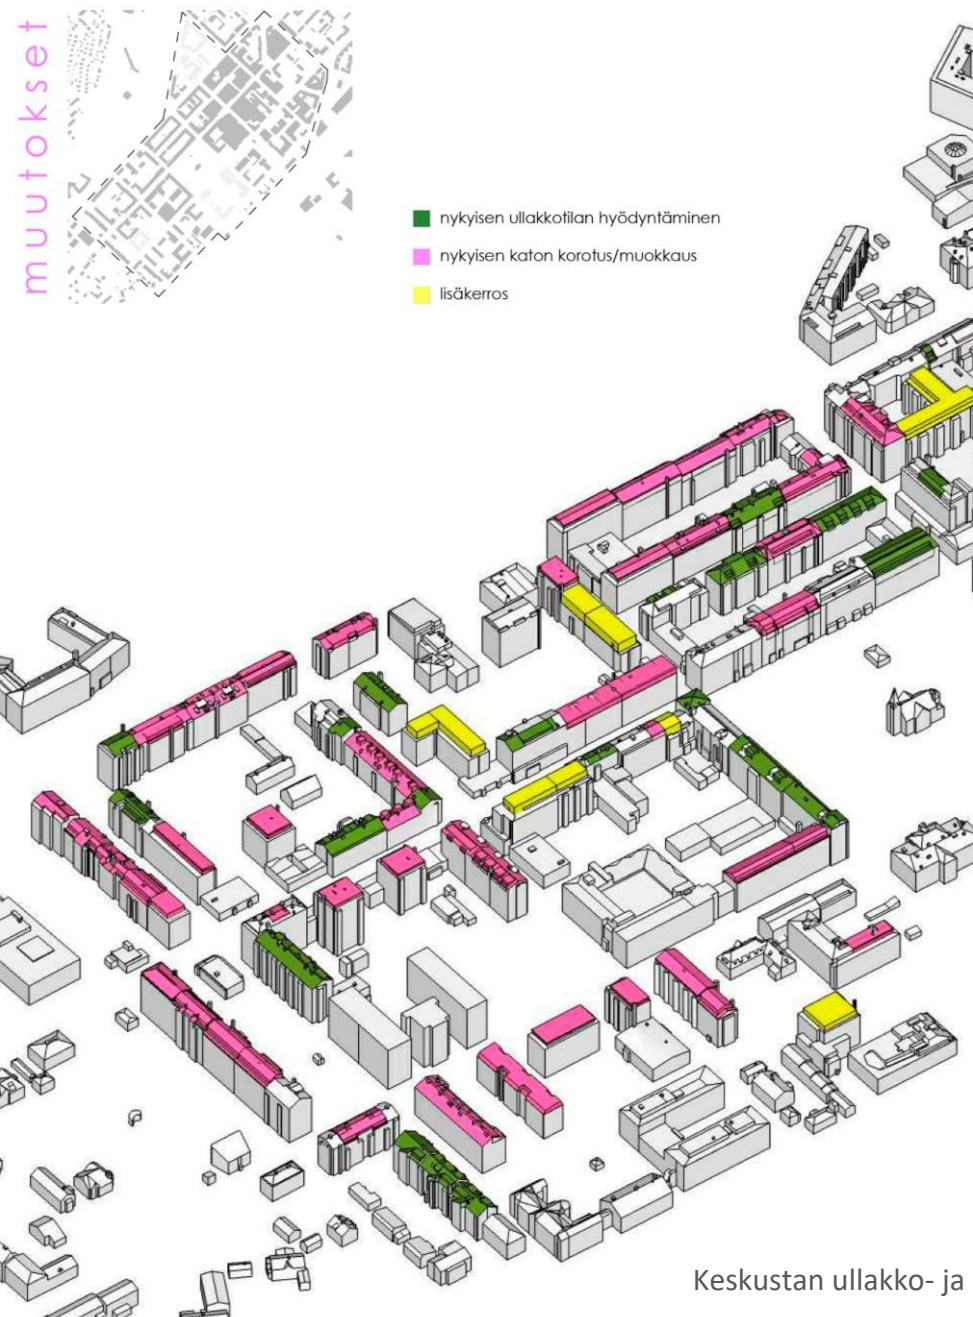 muutokset
nykyisen ullakkotilan hyödyntäminen
nykyisen katon korotus/muokkaus
lisäkerros
Keskustan ullakko- ja